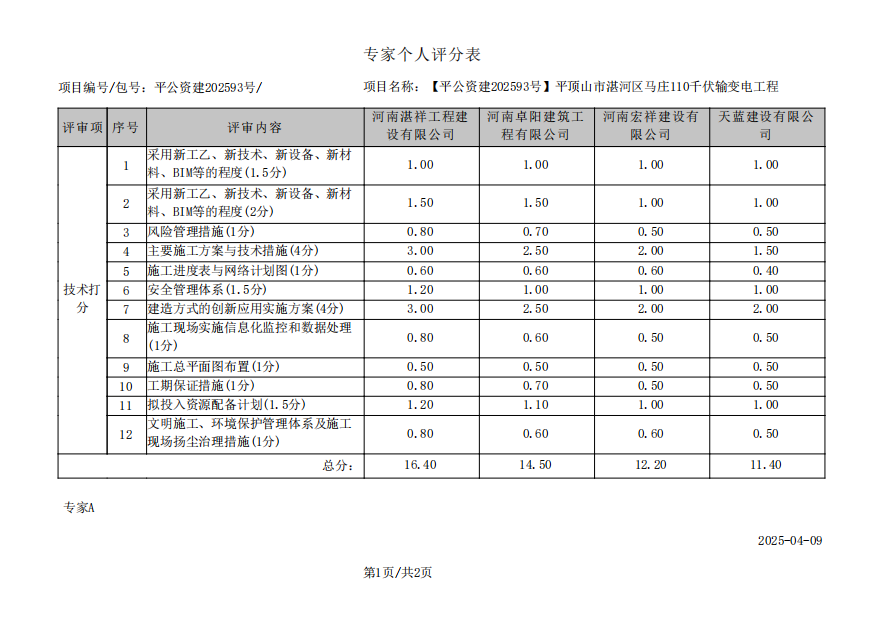 专家个人评分表
项目编号/包号: 平公资建202593号/ 项目名称: 【平公资建202593号】平顶山市湛河区马庄110千伏输变电工程
评审项 序号 评审内容 河南湛祥工程建设有限公司 河南卓阳建筑工程有限公司 河南宏祥建设有限公司 天蓝建设有限公司
技术打分
1 采用新工乙、新技术、新设备、新材料、BIM等的程度(1.5分) 1.00 1.00 1.00 1.00
2 采用新工乙、新技术、新设备、新材料、BIM等的程度(2分) 1.50 1.50 1.00 1.00
3 风险管理措施(1分) 0.80 0.70 0.50 0.50
4 主要施工方案与技术措施(4分) 3.00 2.50 2.00 1.50
5 施工进度表与网络计划图(1分) 0.60 0.60 0.60 0.40
6 安全管理体系(1.5分) 1.20 1.00 1.00 1.00
7 建造方式的创新应用实施方案(4分) 3.00 2.50 2.00 2.00
8 施工现场实施信息化监控和数据处理(1分) 0.80 0.60 0.50 0.50
9 施工总平面图布置(1分) 0.50 0.50 0.50 0.50
10 工期保证措施(1分) 0.80 0.70 0.50 0.50
11 拟投入资源配备计划(1.5分) 1.20 1.10 1.00 1.00
12 文明施工、环境保护管理体系及施工现场扬尘治理措施(1分) 0.80 0.60 0.60 0.50
总分: 16.40 14.50 12.20 11.40
专家A
2025-04-09
第1页/共2页